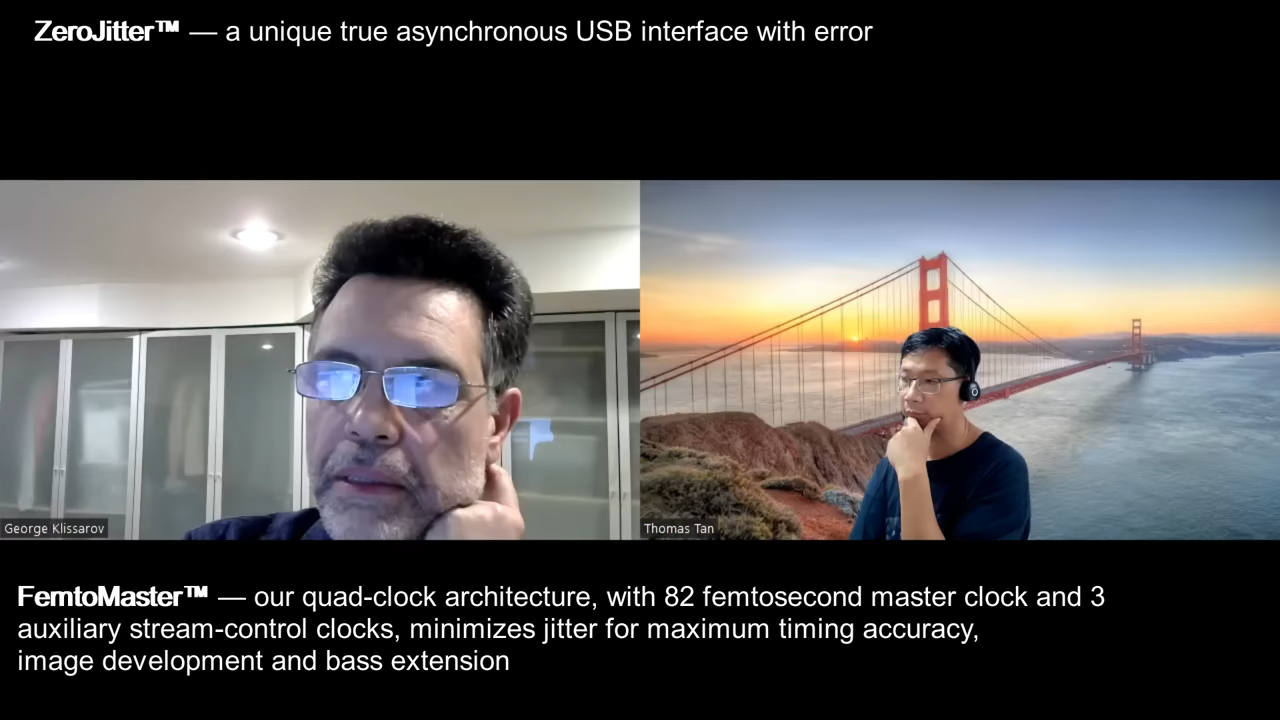 ZeroJitter™ — a unique true asynchronous USB interface with error
George Klissarov
Thomas Tan
FemtoMaster™ — our quad-clock architecture, with 82 femtosecond master clock and 3
auxiliary stream-control clocks, minimizes jitter for maximum timing accuracy,
image development and bass extension